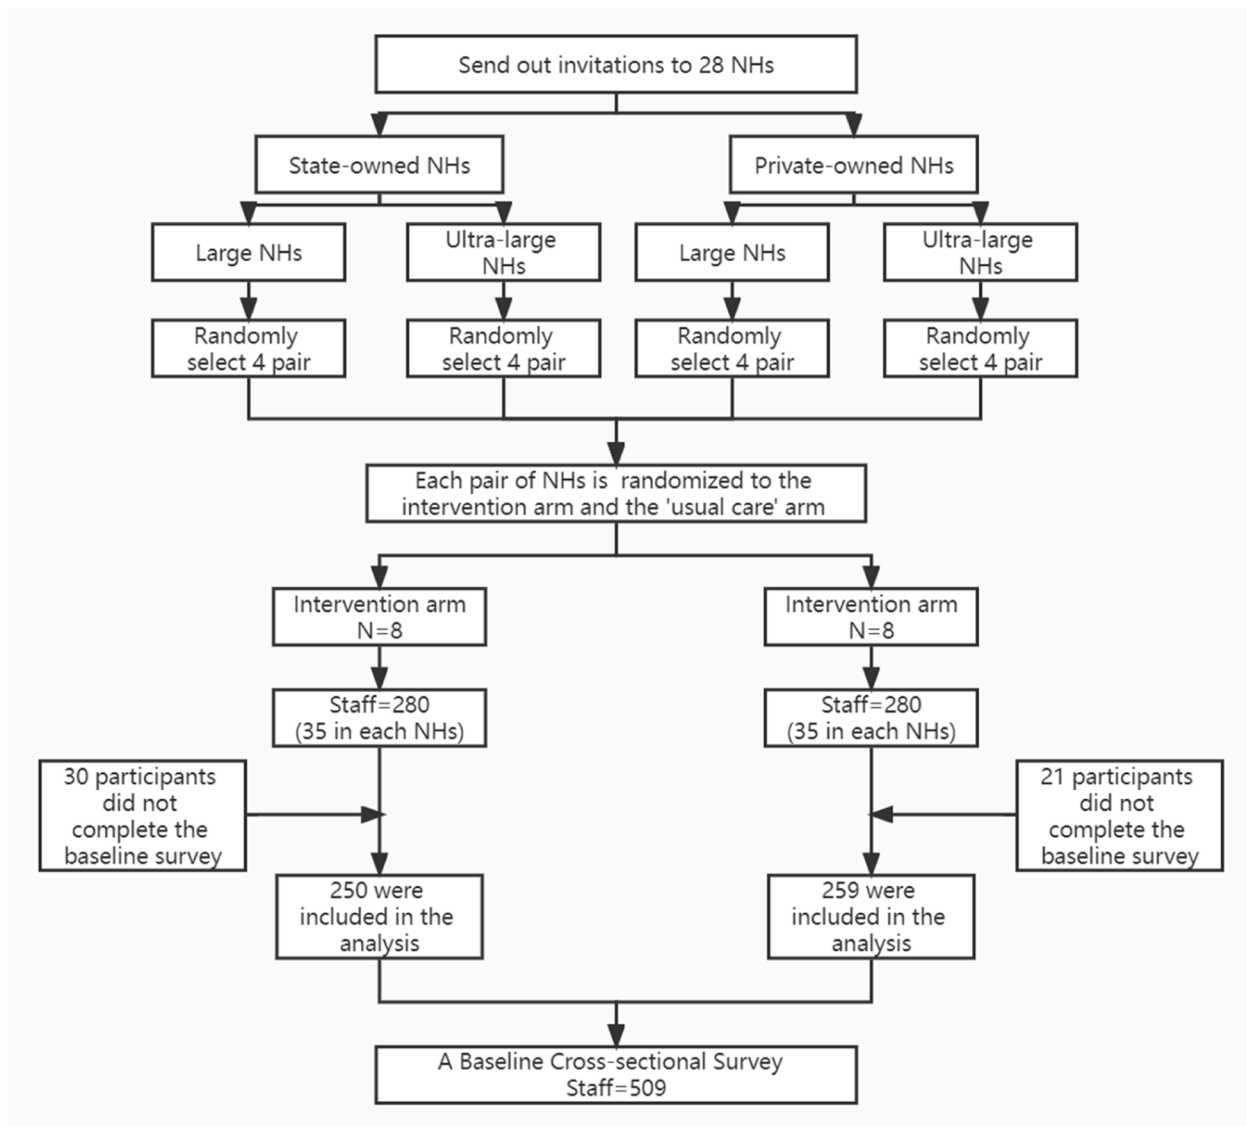 Send out invitations to 28 NHs
State-owned NHs
Private-owned NHs
Large NHs
Ultra-large
NHs
Large NHs
Ultra-large
NHs
Randomly
select 4 pair
Randomly
select 4 pair
Randomly
select 4 pair
Randomly
select 4 pair
Each pair of NHs is randomized to the
intervention arm and the 'usual care' arm
Intervention arm
N=8
Intervention arm
N=8
Staff=280
(35 in each NHs)
Staff=280
(35 in each NHs)
30 participants
did not
complete the
baseline survey
21 participants
did not
complete the
baseline survey
250 were
included in the
analysis
259 were
included in the
analysis
A Baseline Cross-sectional Survey
Staff=509